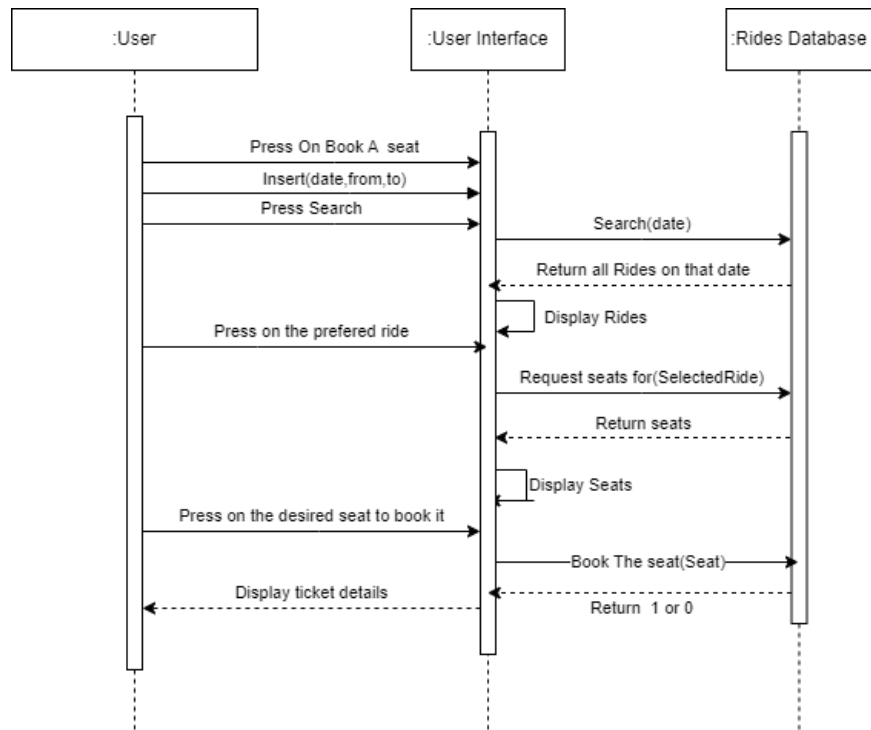 :User
:User Interface
:Rides Database
Press On Book A seat
Insert(date,from,to)
Press Search
Search(date)
Return all Rides on that date
Display Rides
Press on the prefered ride
Request seats for(SelectedRide)
Return seats
Display Seats
Press on the desired seat to book it
Book The seat(Seat)
Display ticket details
Return 1 or 0